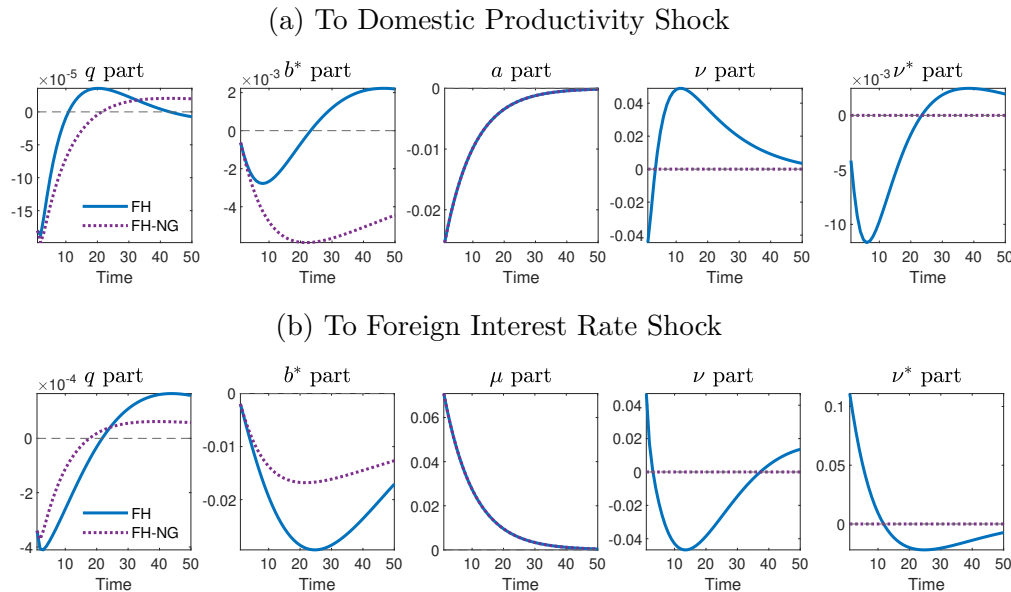 (a) To Domestic Productivity Shock
q part
b* part
a part
ν part
ν* part
×10⁻⁵
0
-5
-10
-15
FH
FH-NG
10 20 30 40 50
Time
×10⁻³
2
0
-2
-4
10 20 30 40 50
Time
0
-0.01
-0.02
10 20 30 40 50
Time
0.04
0.02
0
-0.02
-0.04
10 20 30 40 50
Time
×10⁻³
0
-5
-10
10 20 30 40 50
Time
(b) To Foreign Interest Rate Shock
q part
b* part
μ part
ν part
ν* part
×10⁻⁴
0
-2
-4
FH
FH-NG
10 20 30 40 50
Time
0
-0.01
-0.02
10 20 30 40 50
Time
0.06
0.04
0.02
0
10 20 30 40 50
Time
0.04
0.02
0
-0.02
-0.04
10 20 30 40 50
Time
0.1
0.05
0
10 20 30 40 50
Time